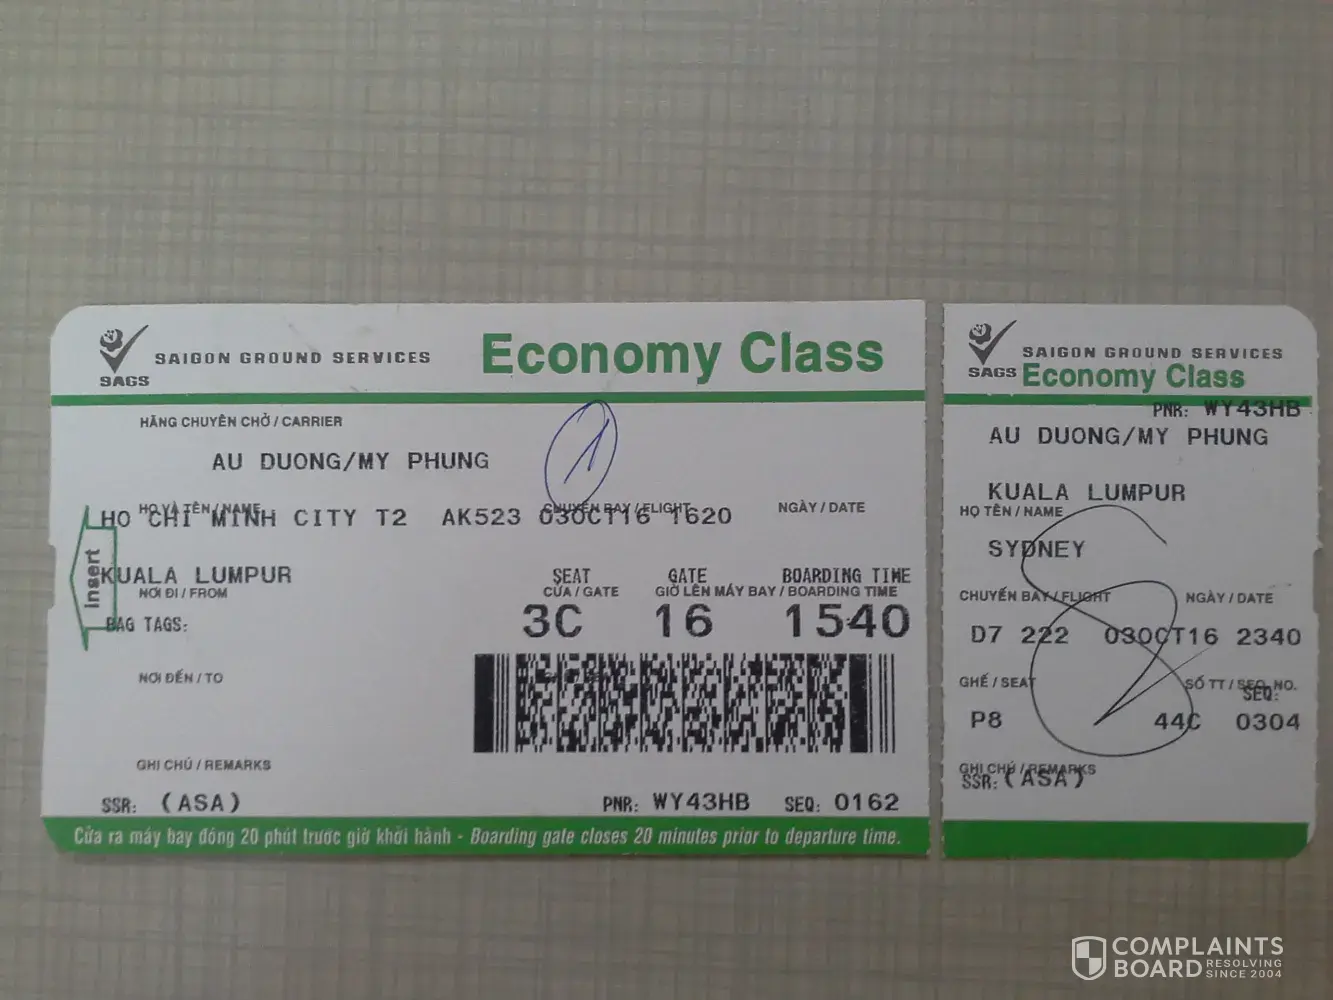 SAGS SAIGON GROUND SERVICES Economy Class
HÃNG CHUYÊN CHỞ / CARRIER
AU DUONG/MY PHUNG
1
HỌ VÀ TÊN / NAME CHUYẾN BAY / FLIGHT NGÀY / DATE
HO CHI MINH CITY T2 AK523 03OCT16 1620
Insert
KUALA LUMPUR SEAT GATE BOARDING TIME
NƠI ĐI / FROM CỬA / GATE GIỜ LÊN MÁY BAY / BOARDING TIME
BAG TAGS: 3C 16 1540
NƠI ĐẾN / TO
GHI CHÚ / REMARKS
SSR: (ASA) PNR: WY43HB SEQ: 0162
Cửa ra máy bay đóng 20 phút trước giờ khởi hành - Boarding gate closes 20 minutes prior to departure time.
SAIGON GROUND SERVICES
SAGS Economy Class
PNR: WY43HB
AU DUONG/MY PHUNG
KUALA LUMPUR
HỌ TÊN / NAME
SYDNEY
CHUYẾN BAY / FLIGHT NGÀY / DATE
D7 222 03OCT16 2340
GHẾ / SEAT SỐ TT / SEQ. NO.
SEQ:
P8 44C 0304
GHI CHÚ / REMARKS
SSR: (ASA)
COMPLAINTS
BOARD RESOLVING
SINCE 2004